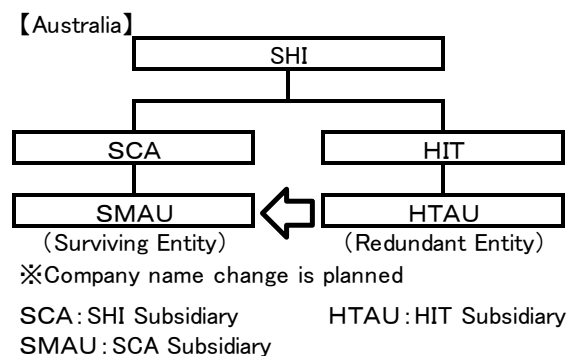 【Australia】
SHI
SCA HIT
SMAU HTAU
(Surviving Entity) (Redundant Entity)
※Company name change is planned
SCA:SHI Subsidiary HTAU:HIT Subsidiary
SMAU:SCA Subsidiary